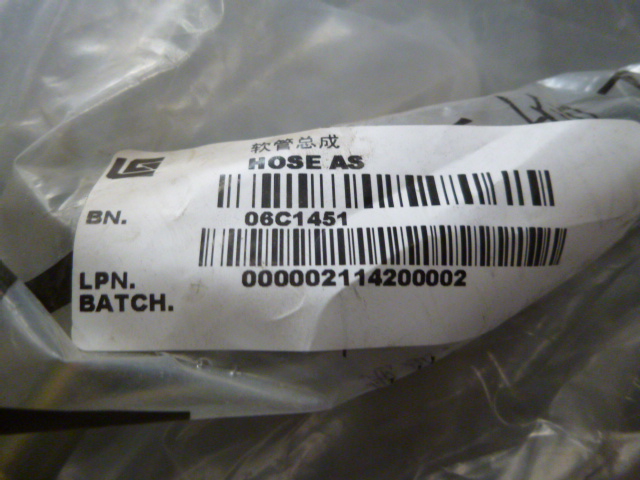 软管总成
HOSE AS
BN.
06C1451
LPN.
000002114200002
BATCH.